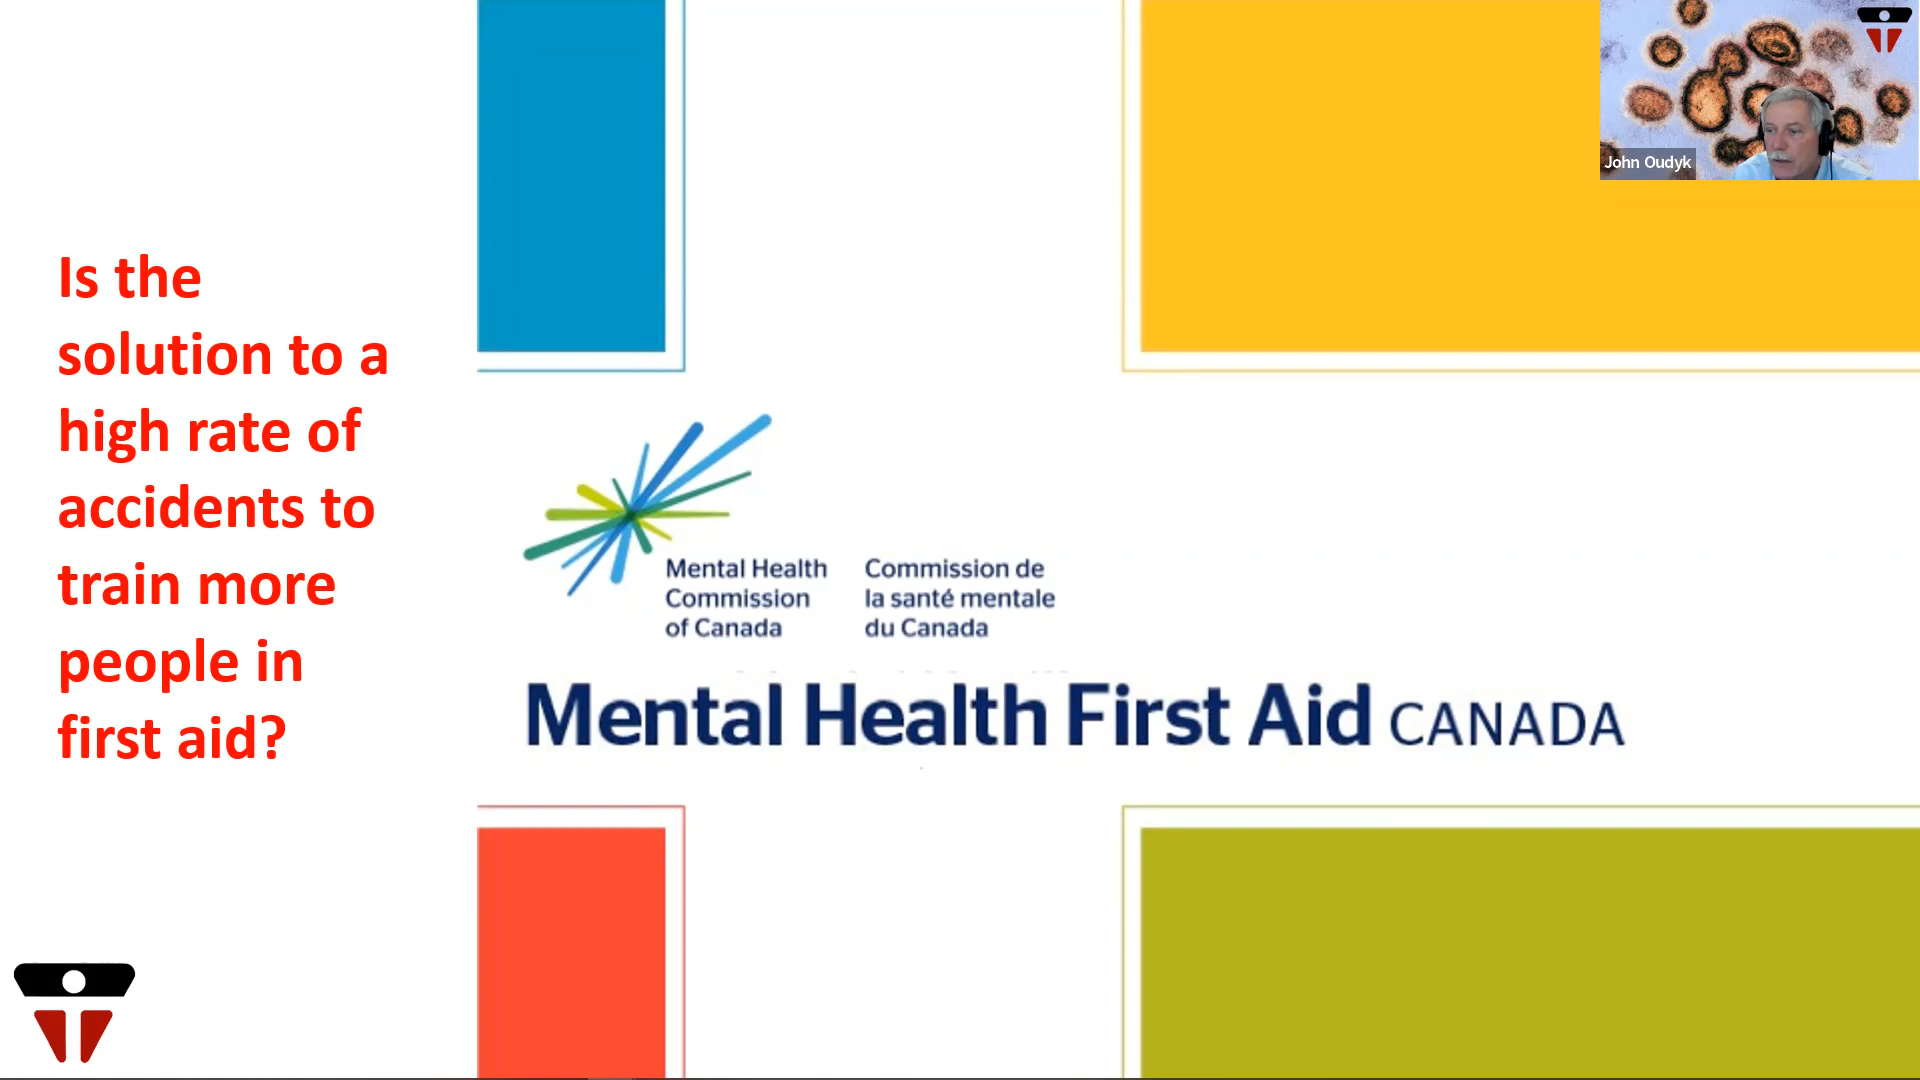 John Oudyk
Is the
solution to a
high rate of
accidents to
train more
people in
first aid?
Mental Health
Commission
of Canada
Commission de
la santé mentale
du Canada
Mental Health First Aid CANADA